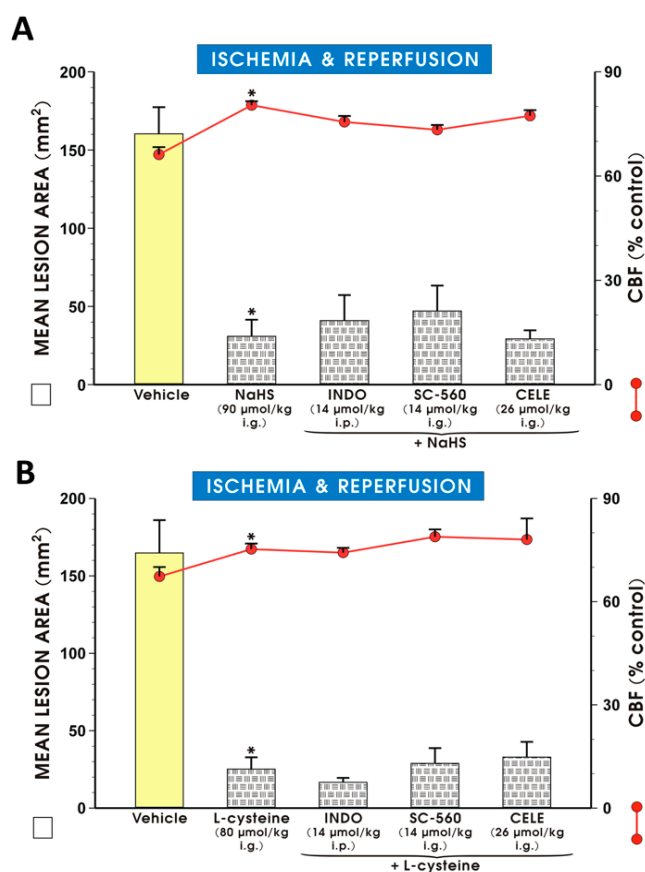 A
ISCHEMIA & REPERFUSION
MEAN LESION AREA (mm²)
200
150
100
50
0
CBF (% control)
90
60
30
0
*
*
Vehicle NaHS INDO SC-560 CELE
(90 µmol/kg (14 µmol/kg (14 µmol/kg (26 µmol/kg
i.g.) i.p.) i.g.) i.g.)
+ NaHS
B
ISCHEMIA & REPERFUSION
MEAN LESION AREA (mm²)
200
150
100
50
0
CBF (% control)
90
60
30
0
*
*
Vehicle L-cysteine INDO SC-560 CELE
(80 µmol/kg (14 µmol/kg (14 µmol/kg (26 µmol/kg
i.g.) i.p.) i.g.) i.g.)
+ L-cysteine